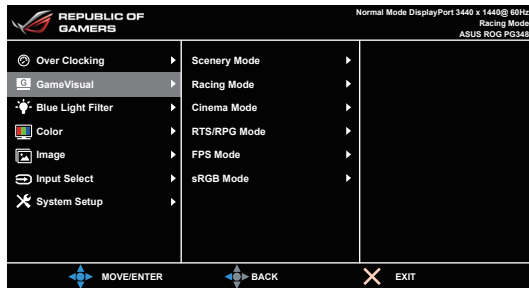 REPUBLIC OF
GAMERS
Normal Mode DisplayPort 3440 x 1440@ 60Hz
Racing Mode
ASUS ROG PG348
Over Clocking
GameVisual
Blue Light Filter
Color
Image
Input Select
System Setup
Scenery Mode
Racing Mode
Cinema Mode
RTS/RPG Mode
FPS Mode
sRGB Mode
MOVE/ENTER
BACK
EXIT